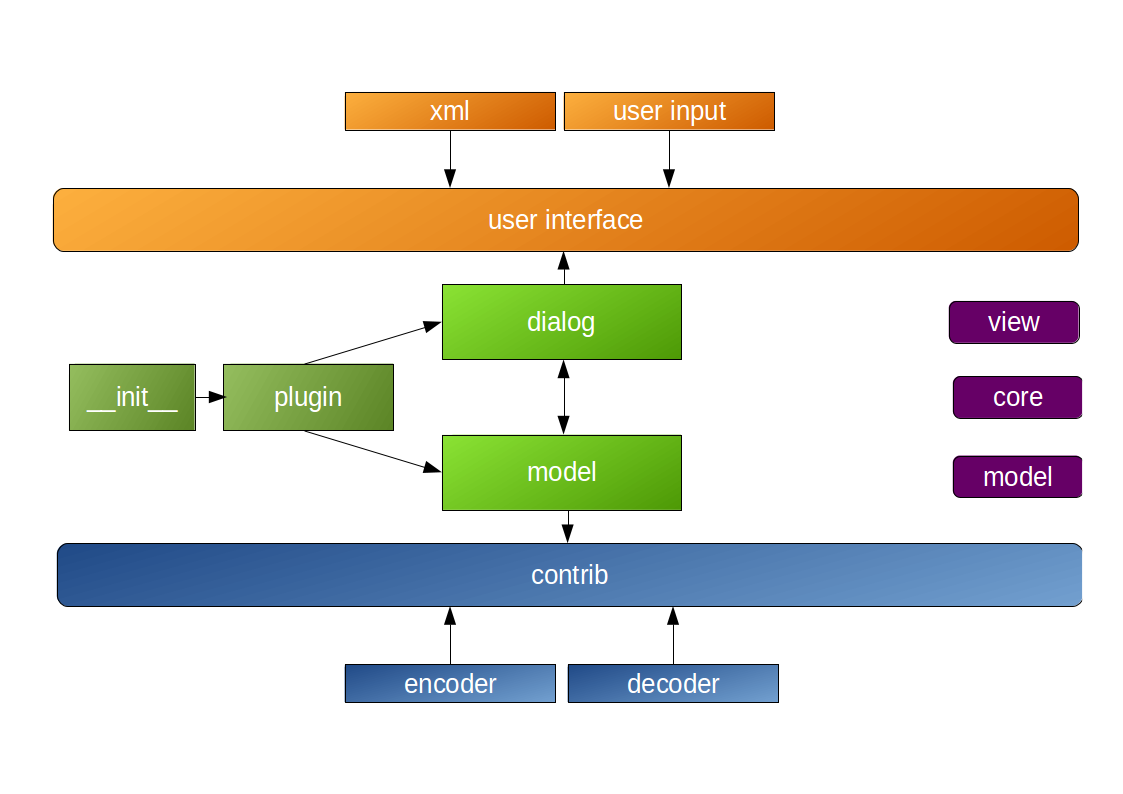 xml
user input
user interface
dialog
view
__init__
plugin
core
model
model
contrib
encoder
decoder